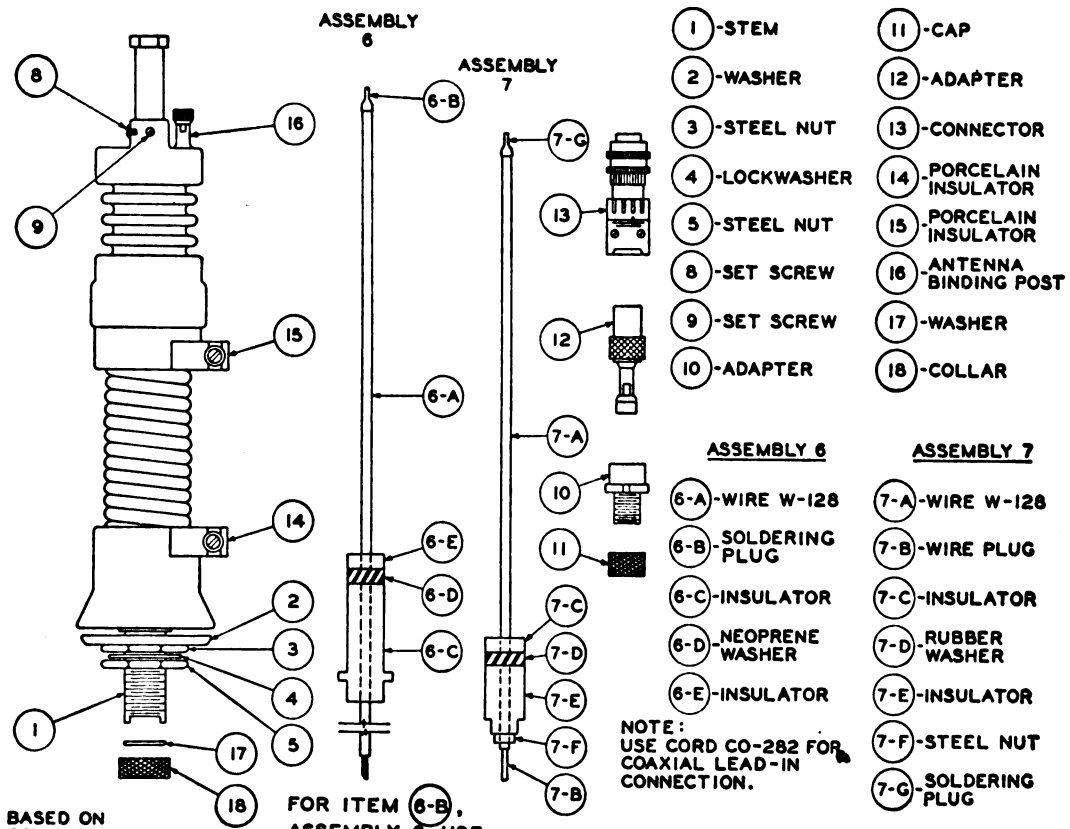 ASSEMBLY
6
ASSEMBLY
7
8
9
16
15
14
2
3
4
5
1
17
18
6-B
6-A
6-E
6-D
6-C
7-G
7-A
7-C
7-D
7-E
7-F
7-B
13
12
10
11
1 -STEM
2 -WASHER
3 -STEEL NUT
4 -LOCKWASHER
5 -STEEL NUT
8 -SET SCREW
9 -SET SCREW
10 -ADAPTER
11 -CAP
12 -ADAPTER
13 -CONNECTOR
14 -PORCELAIN
INSULATOR
15 -PORCELAIN
INSULATOR
16 -ANTENNA
BINDING POST
17 -WASHER
18 -COLLAR
ASSEMBLY 6
6-A -WIRE W-128
6-B -SOLDERING
PLUG
6-C -INSULATOR
6-D -NEOPRENE
WASHER
6-E -INSULATOR
ASSEMBLY 7
7-A -WIRE W-128
7-B -WIRE PLUG
7-C -INSULATOR
7-D -RUBBER
WASHER
7-E -INSULATOR
7-F -STEEL NUT
7-G -SOLDERING
PLUG
NOTE:
USE CORD CO-282 FOR
COAXIAL LEAD-IN
CONNECTION.
BASED ON
FOR ITEM 6-B,